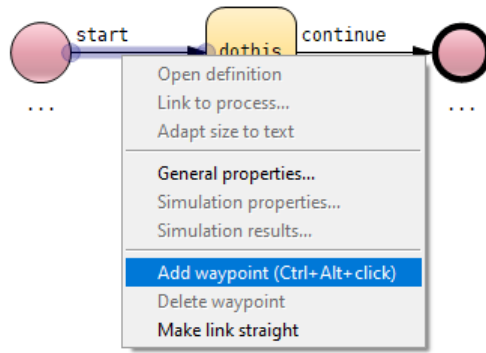 start
continue
dothis
...
...
Open definition
Link to process...
Adapt size to text
General properties...
Simulation properties...
Simulation results...
Add waypoint (Ctrl+Alt+click)
Delete waypoint
Make link straight